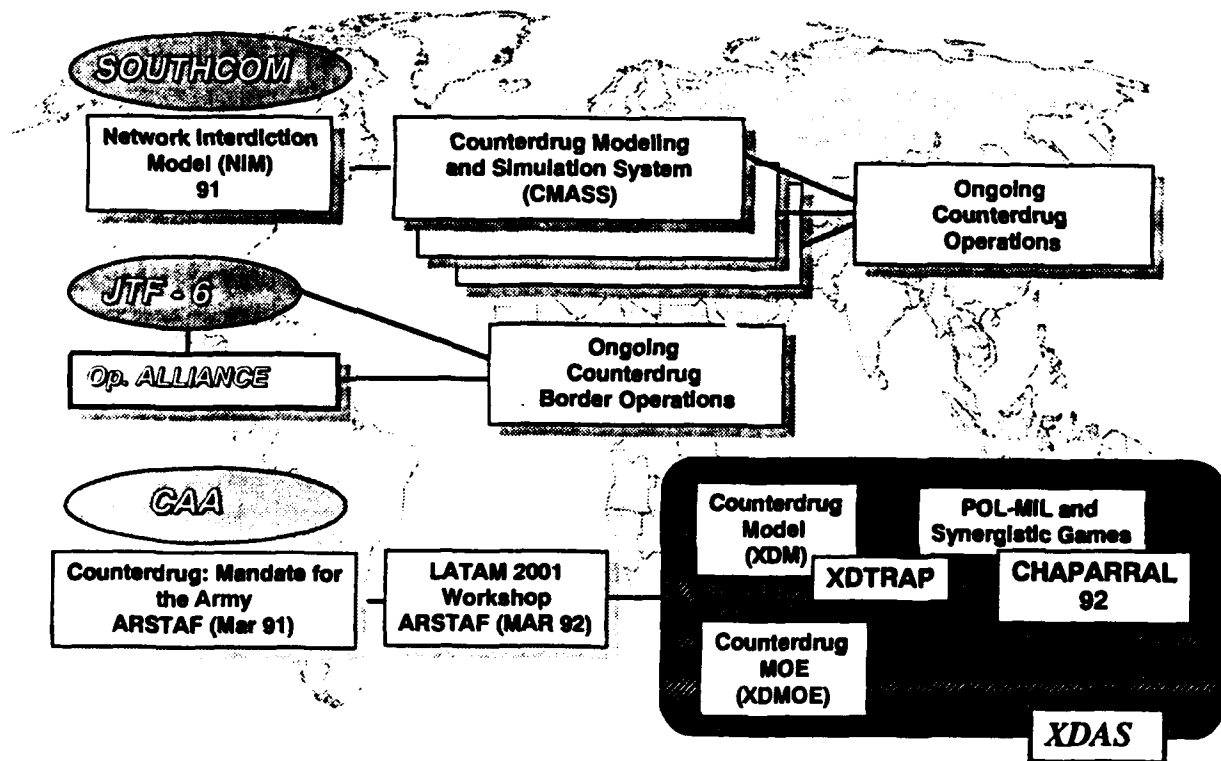 SOUTHCOM
Network Interdiction
Model (NIM)
91
Counterdrug Modeling
and Simulation System
(CMASS)
Ongoing
Counterdrug
Operations
JTF - 6
Op. ALLIANCE
Ongoing
Counterdrug
Border Operations
CAA
Counterdrug: Mandate for
the Army
ARSTAF (Mar 91)
LATAM 2001
Workshop
ARSTAF (MAR 92)
Counterdrug
Model
(XDM)
XDTRAP
POL-MIL and
Synergistic Games
CHAPARRAL
92
Counterdrug
MOE
(XDMOE)
XDAS